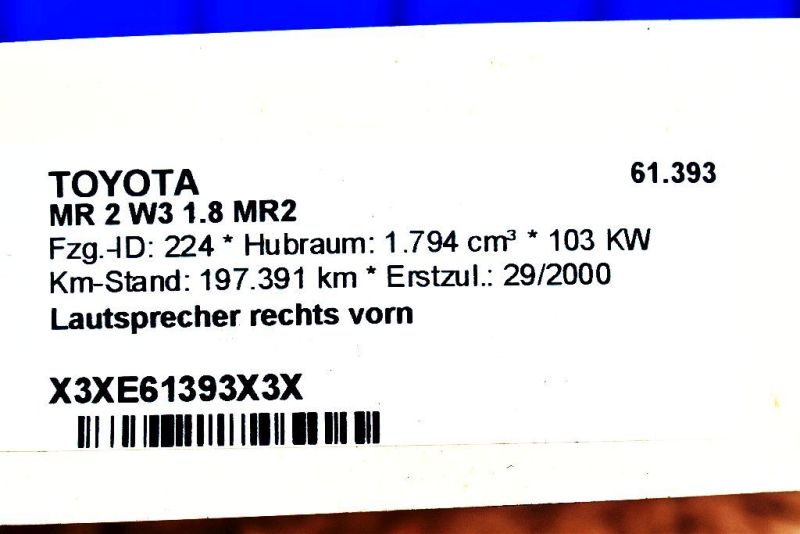 TOYOTA 61.393
MR 2 W3 1.8 MR2
Fzg.-ID: 224 * Hubraum: 1.794 cm³ * 103 KW
Km-Stand: 197.391 km * Erstzul.: 29/2000
Lautsprecher rechts vorn
X3XE61393X3X